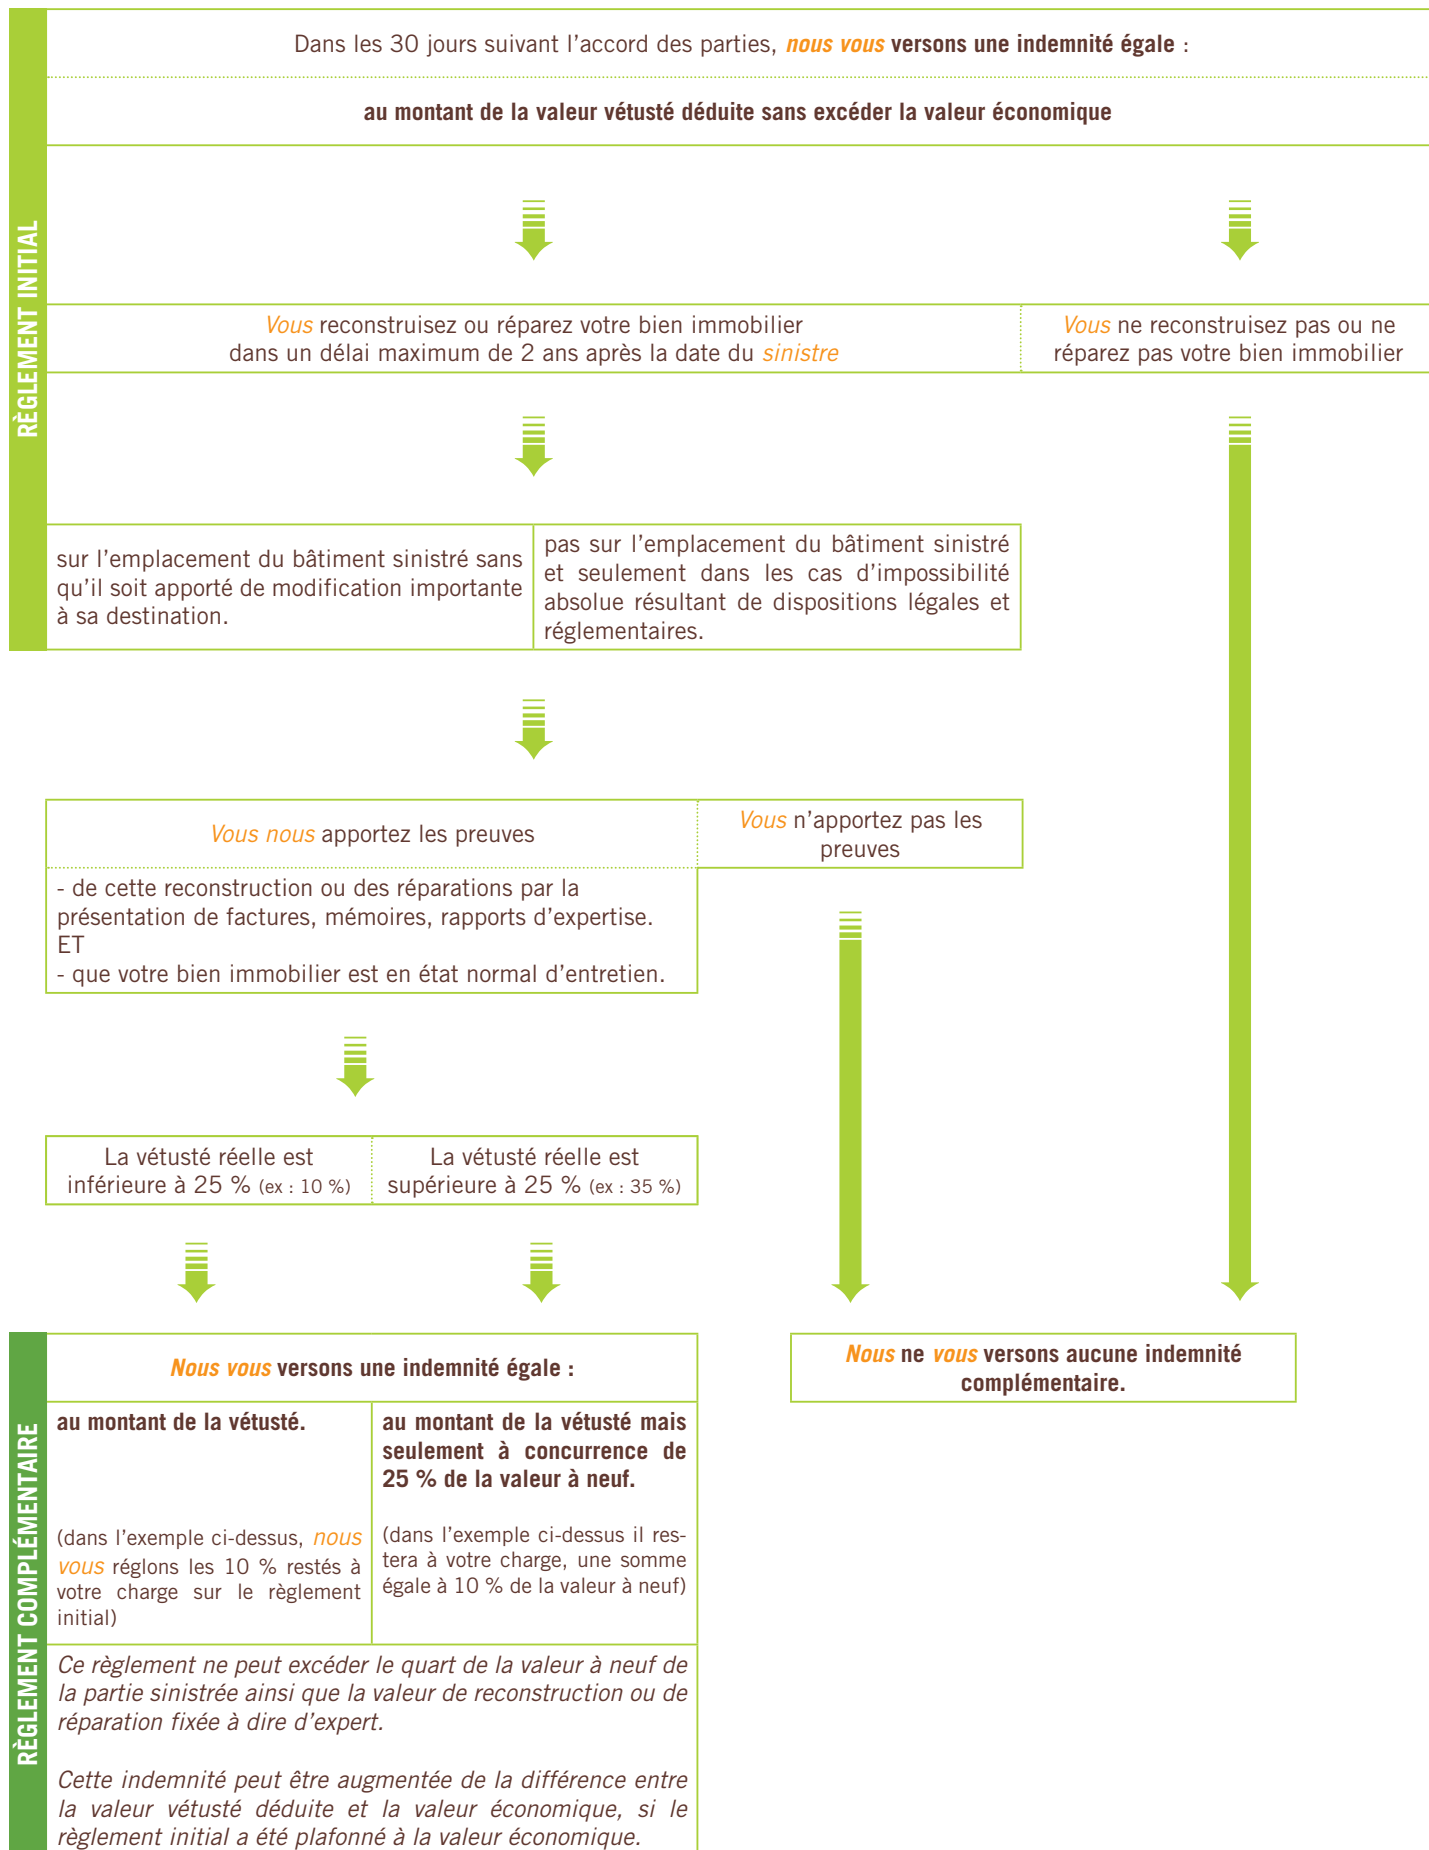 RÈGLEMENT INITIAL
Dans les 30 jours suivant l'accord des parties, nous vous versons une indemnité égale :
au montant de la valeur vétusté déduite sans excéder la valeur économique
Vous reconstruisez ou réparez votre bien immobilier
dans un délai maximum de 2 ans après la date du sinistre
Vous ne reconstruisez pas ou ne
réparez pas votre bien immobilier
sur l'emplacement du bâtiment sinistré sans
qu'il soit apporté de modification importante
à sa destination.
pas sur l'emplacement du bâtiment sinistré
et seulement dans les cas d'impossibilité
absolue résultant de dispositions légales et
réglementaires.
Vous nous apportez les preuves
Vous n'apportez pas les
preuves
- de cette reconstruction ou des réparations par la
présentation de factures, mémoires, rapports d'expertise.
ET
- que votre bien immobilier est en état normal d'entretien.
La vétusté réelle est
inférieure à 25 % (ex : 10 %)
La vétusté réelle est
supérieure à 25 % (ex : 35 %)
RÈGLEMENT COMPLÉMENTAIRE
Nous vous versons une indemnité égale :
au montant de la vétusté.
(dans l'exemple ci-dessus, nous
vous réglons les 10 % restés à
votre charge sur le règlement
initial)
au montant de la vétusté mais
seulement à concurrence de
25 % de la valeur à neuf.
(dans l'exemple ci-dessus il res-
tera à votre charge, une somme
égale à 10 % de la valeur à neuf)
Ce règlement ne peut excéder le quart de la valeur à neuf de
la partie sinistrée ainsi que la valeur de reconstruction ou de
réparation fixée à dire d'expert.
Cette indemnité peut être augmentée de la différence entre
la valeur vétusté déduite et la valeur économique, si le
règlement initial a été plafonné à la valeur économique.
Nous ne vous versons aucune indemnité
complémentaire.